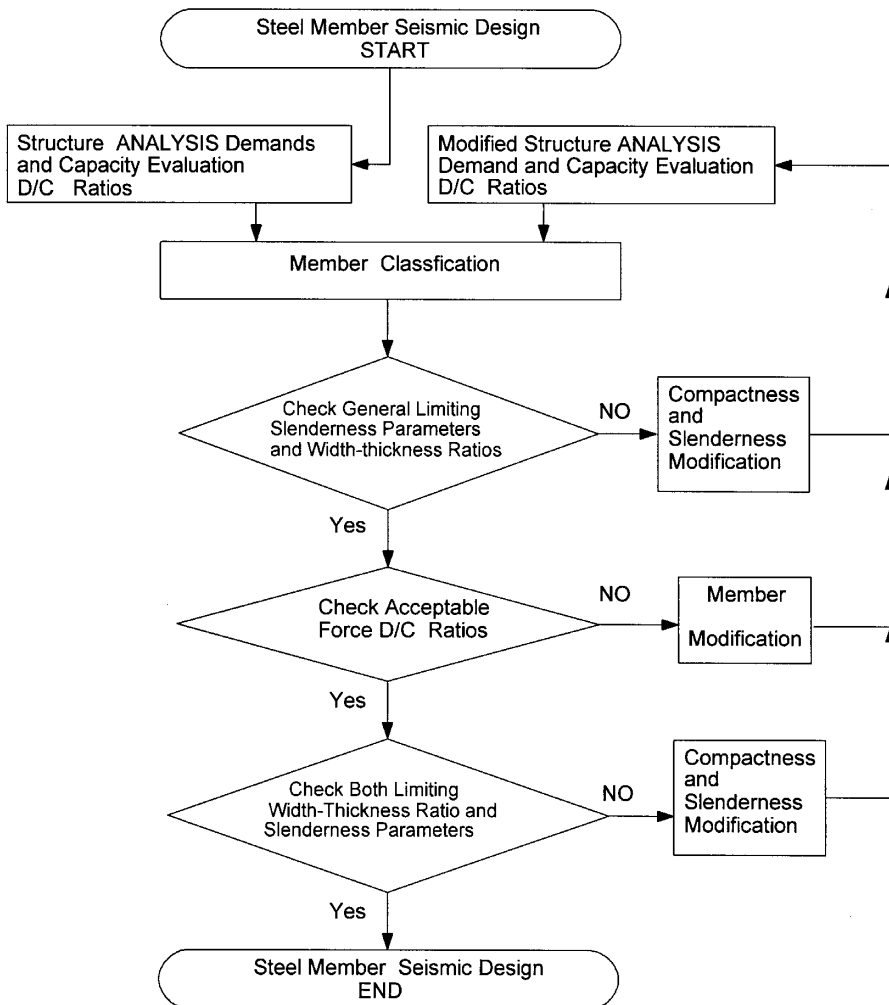 Steel Member Seismic Design
START
Structure ANALYSIS Demands
and Capacity Evaluation
D/C Ratios
Modified Structure ANALYSIS
Demand and Capacity Evaluation
D/C Ratios
Member Classfication
Check General Limiting
Slenderness Parameters
and Width-thickness Ratios
NO
Compactness
and
Slenderness
Modification
Yes
Check Acceptable
Force D/C Ratios
NO
Member
Modification
Yes
Check Both Limiting
Width-Thickness Ratio and
Slenderness Parameters
NO
Compactness
and
Slenderness
Modification
Yes
Steel Member Seismic Design
END